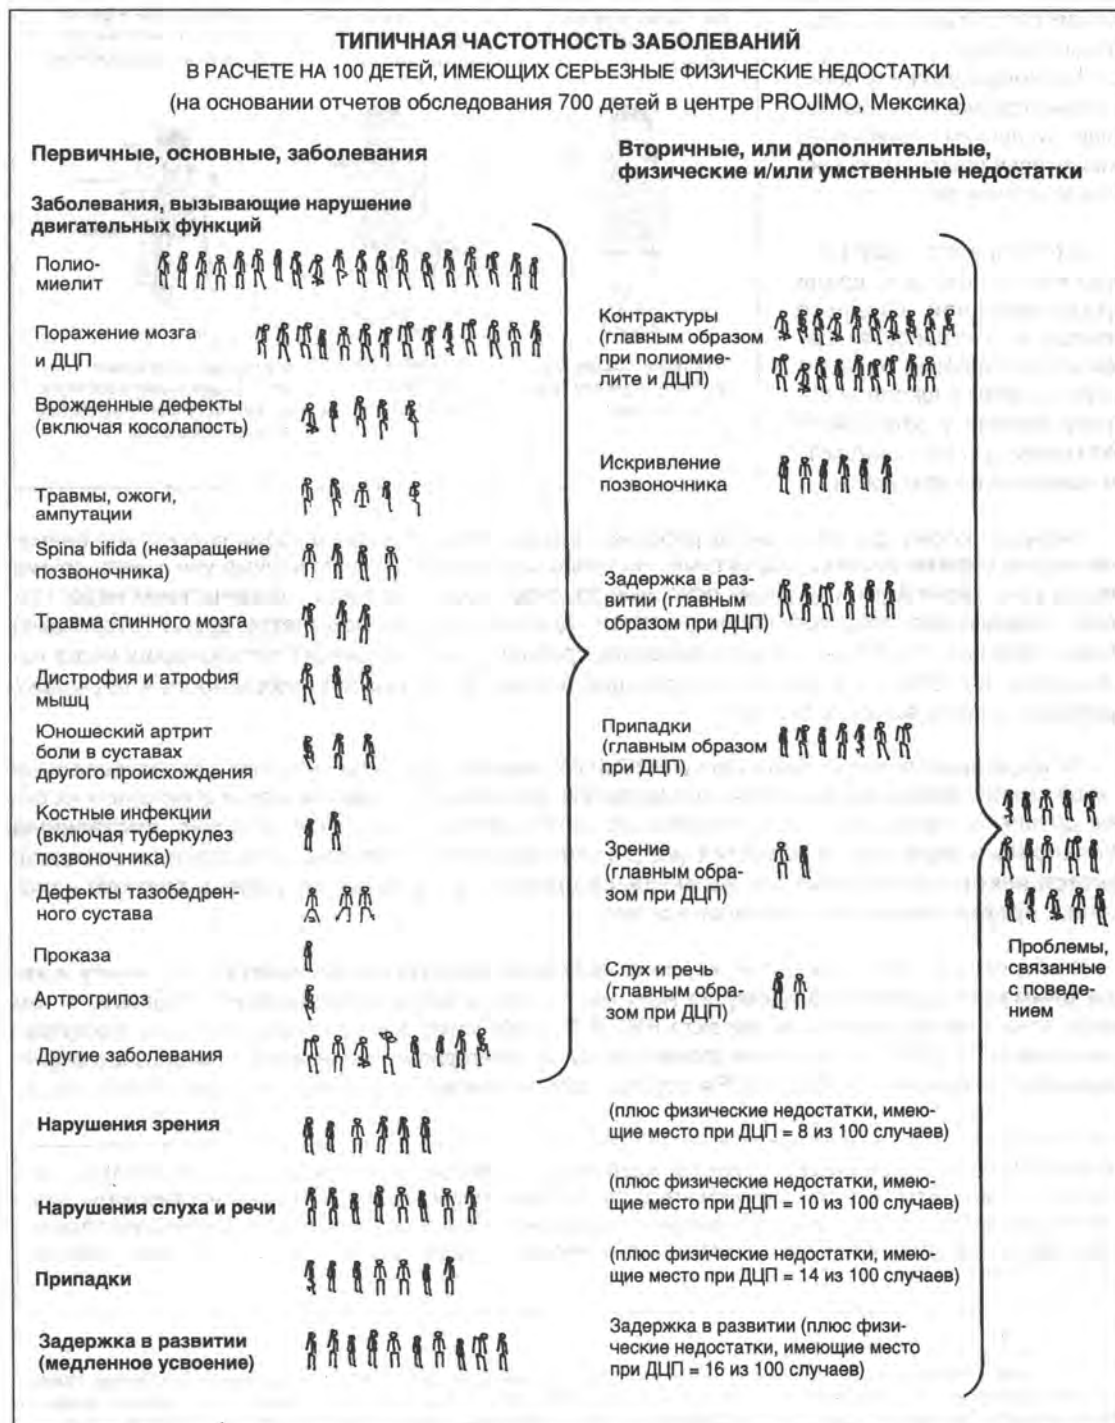 ТИПИЧНАЯ ЧАСТОТНОСТЬ ЗАБОЛЕВАНИЙ
В РАСЧЕТЕ НА 100 ДЕТЕЙ, ИМЕЮЩИХ СЕРЬЕЗНЫЕ ФИЗИЧЕСКИЕ НЕДОСТАТКИ
(на основании отчетов обследования 700 детей в центре PROJIMO, Мексика)
Первичные, основные, заболевания
Заболевания, вызывающие нарушение
двигательных функций
Полио-
миелит
Поражение мозга
и ДЦП
Врожденные дефекты
(включая косолапость)
Травмы, ожоги,
ампутации
Spina bifida (незаращение
позвоночника)
Травма спинного мозга
Дистрофия и атрофия
мышц
Юношеский артрит
боли в суставах
другого происхождения
Костные инфекции
(включая туберкулез
позвоночника)
Дефекты тазобедрен-
ного сустава
Проказа
Артрогрипоз
Другие заболевания
Нарушения зрения
Нарушения слуха и речи
Припадки
Задержка в развитии
(медленное усвоение)
Вторичные, или дополнительные,
физические и/или умственные недостатки
Контрактуры
(главным образом
при полиомие-
лите и ДЦП)
Искривление
позвоночника
Задержка в раз-
витии (главным
образом при ДЦП)
Припадки
(главным образом
при ДЦП)
Зрение
(главным обра-
зом при ДЦП)
Слух и речь
(главным обра-
зом при ДЦП)
(плюс физические недостатки, имею-
щие место при ДЦП = 8 из 100 случаев)
(плюс физические недостатки, имею-
щие место при ДЦП = 10 из 100 случаев)
(плюс физические недостатки, имею-
щие место при ДЦП = 14 из 100 случаев)
Задержка в развитии (плюс физи-
ческие недостатки, имеющие место
при ДЦП = 16 из 100 случаев)
Проблемы,
связанные
с поведе-
нием